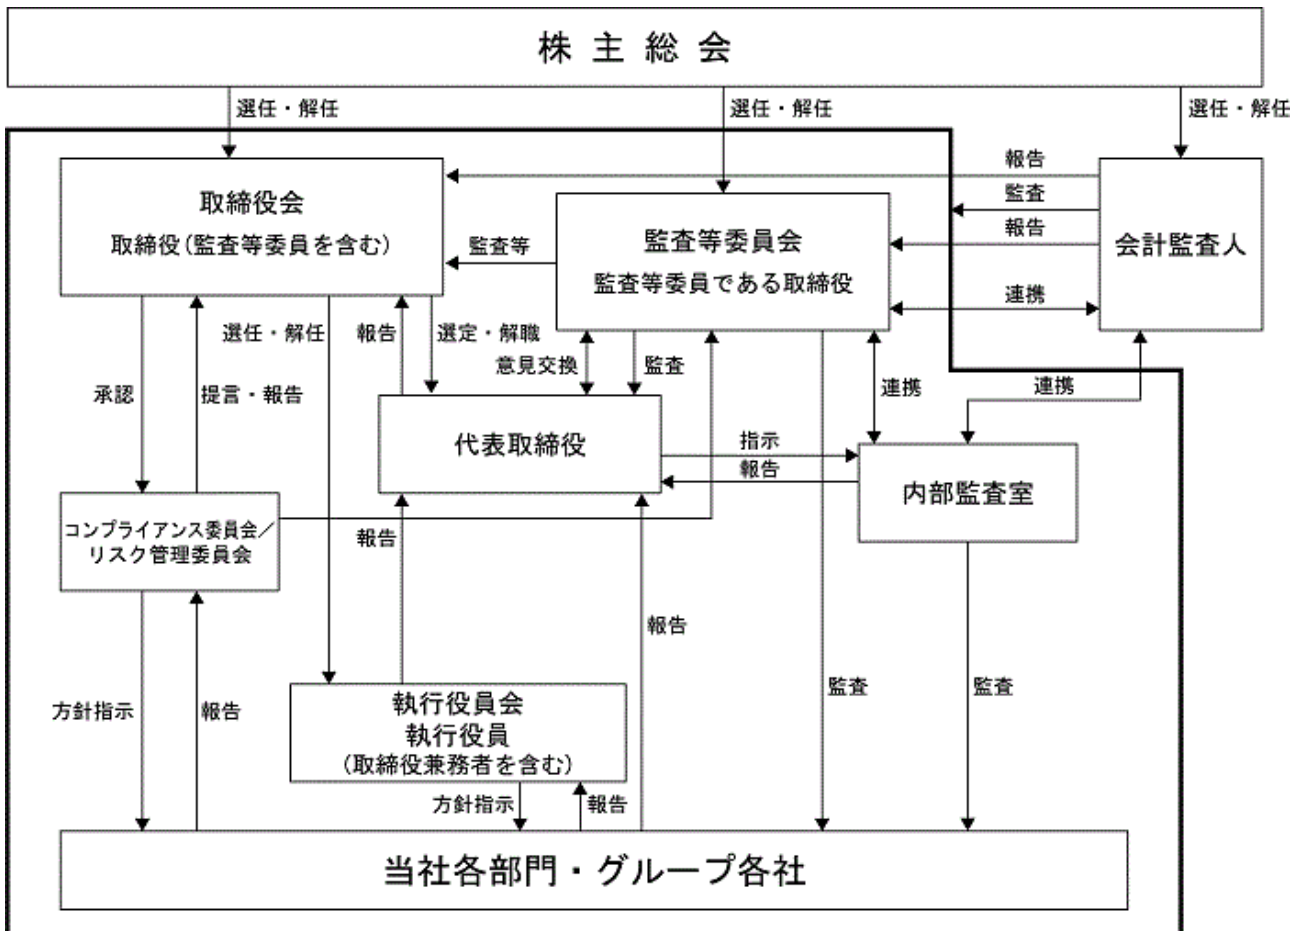 株 主 総 会
選任・解任
選任・解任
選任・解任
取締役会
取締役(監査等委員を含む)
監査等
監査等委員会
監査等委員である取締役
報告
監査
報告
連携
会計監査人
選任・解任
報告
選定・解職
意見交換
監査
連携
連携
承認
提言・報告
代表取締役
指示
報告
内部監査室
コンプライアンス委員会/
リスク管理委員会
報告
報告
監査
監査
方針指示
報告
執行役員会
執行役員
(取締役兼務者を含む)
方針指示
報告
当社各部門・グループ各社